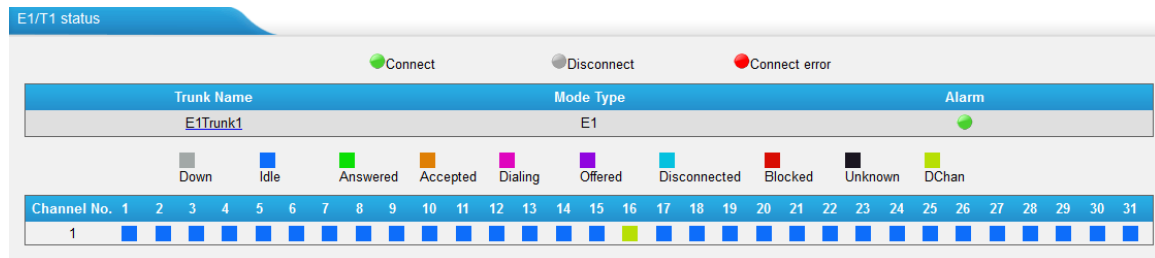 E1/T1 status
Connect Disconnect Connect error
Trunk Name Mode Type Alarm
E1Trunk1 E1
Down Idle Answered Accepted Dialing Offered Disconnected Blocked Unknown DChan
Channel No. 1 2 3 4 5 6 7 8 9 10 11 12 13 14 15 16 17 18 19 20 21 22 23 24 25 26 27 28 29 30 31
1